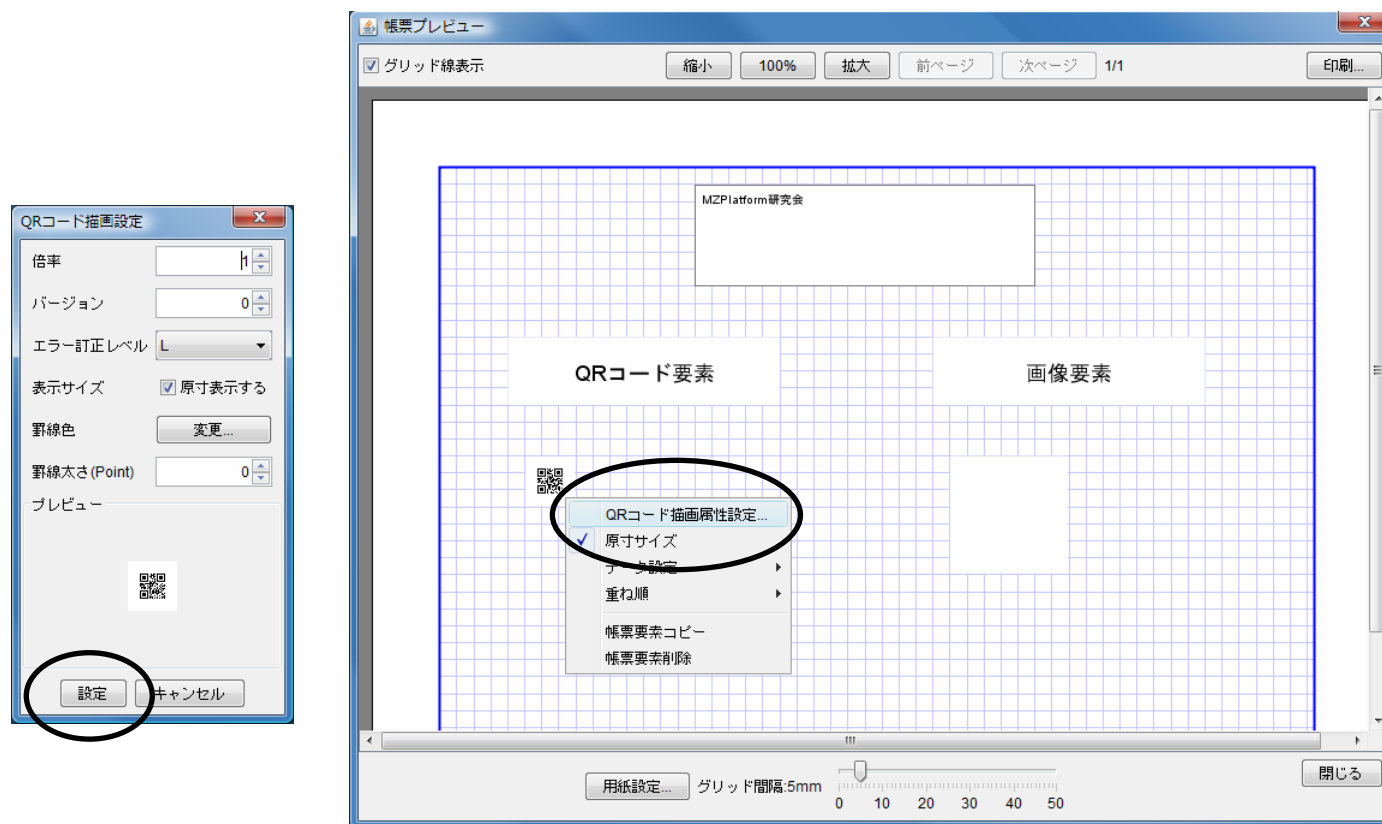 QRコード描画設定
倍率 1
バージョン 0
エラー訂正レベル L
表示サイズ 原寸表示する
罫線色 変更...
罫線太さ(Point) 0
プレビュー
設定 キャンセル
帳票プレビュー
グリッド線表示 縮小 100% 拡大 前ページ 次ページ 1/1 印刷...
MZPlatform研究会
QRコード要素 画像要素
QRコード描画属性設定...
原寸サイズ
データ設定
重ね順
帳票要素コピー
帳票要素削除
用紙設定... グリッド間隔:5mm 0 10 20 30 40 50 閉じる